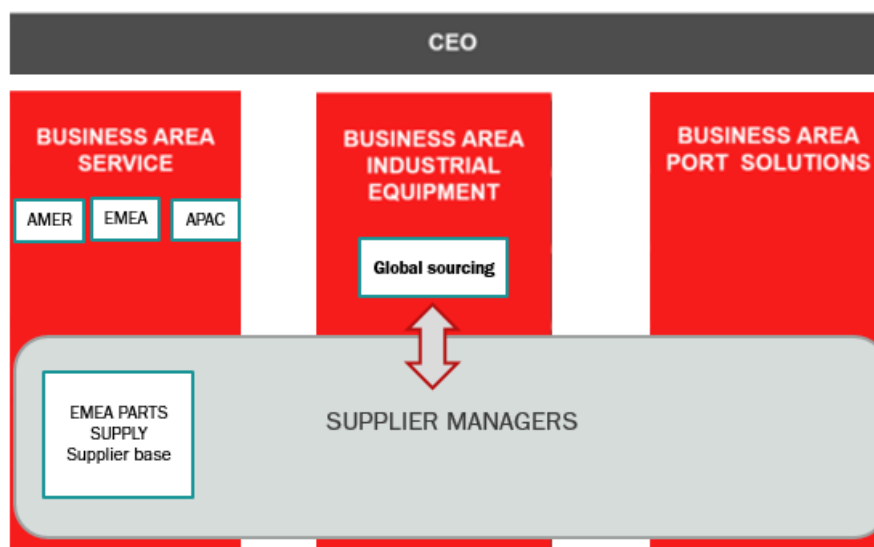 CEO
BUSINESS AREA
SERVICE
AMER
EMEA
APAC
BUSINESS AREA
INDUSTRIAL
EQUIPMENT
Global sourcing
BUSINESS AREA
PORT SOLUTIONS
EMEA PARTS
SUPPLY
Supplier base
SUPPLIER MANAGERS